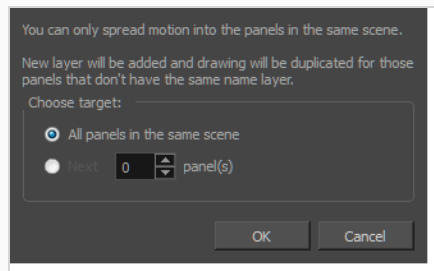 You can only spread motion into the panels in the same scene.
New layer will be added and drawing will be duplicated for those
panels that don't have the same name layer.
Choose target:
All panels in the same scene
Next 0 panel(s)
OK Cancel